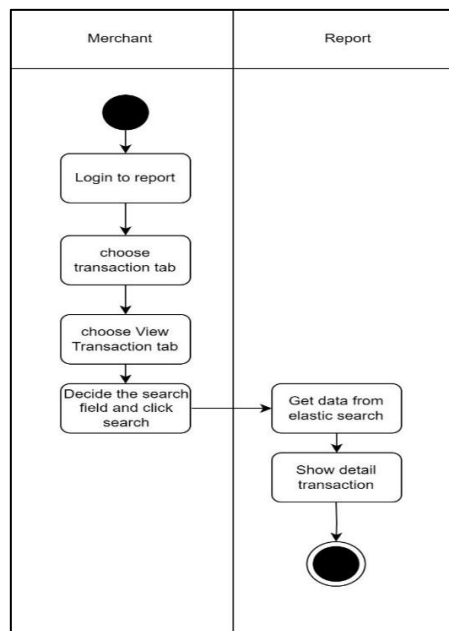 Merchant
Report
Login to report
choose
transaction tab
choose View
Transaction tab
Decide the search
field and click
search
Get data from
elastic search
Show detail
transaction